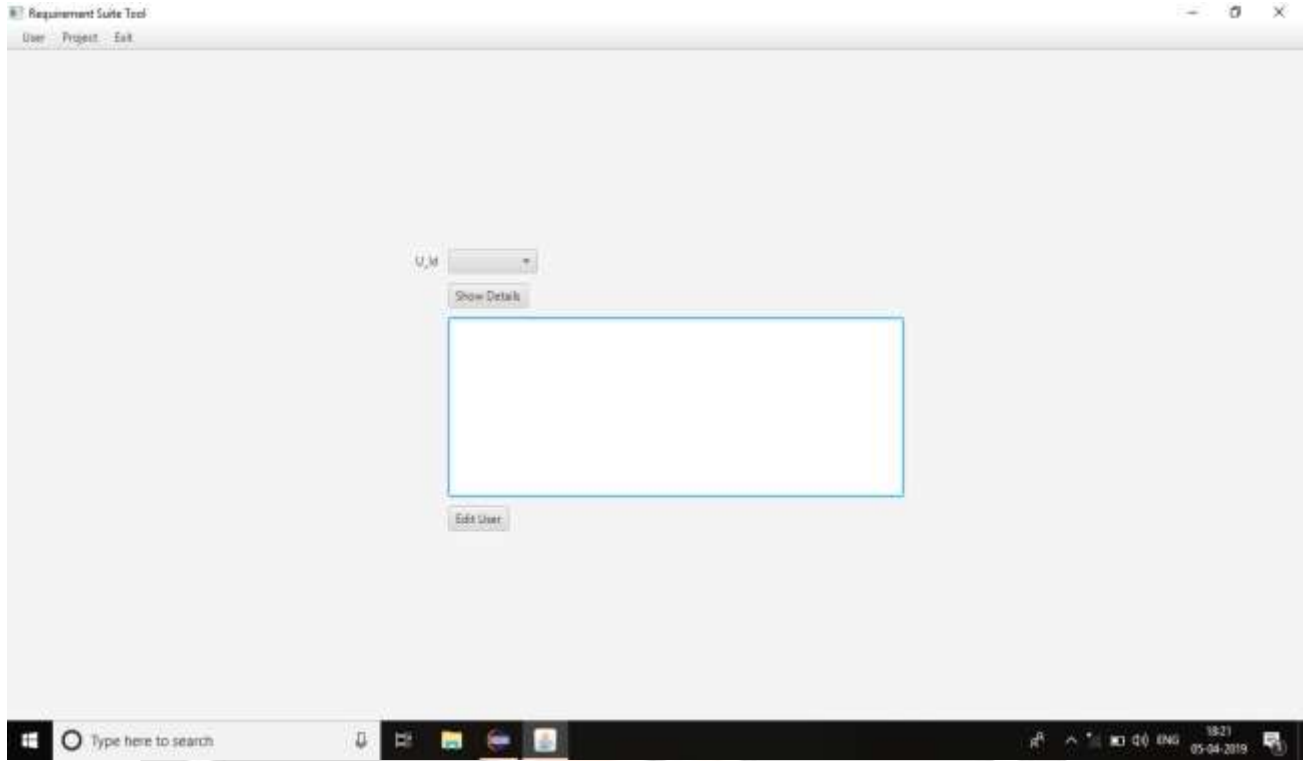 Requirement Suite Tool
User Project Exit
U_Id
Show Details
Edit User
Type here to search
ENG
18:21
05-04-2019